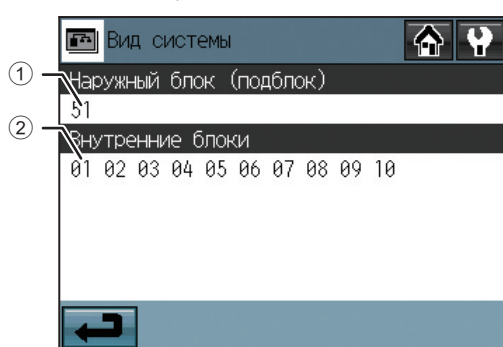 Вид системы
① Наружный блок (подблок)
51
② Внутренние блоки
01 02 03 04 05 06 07 08 09 10